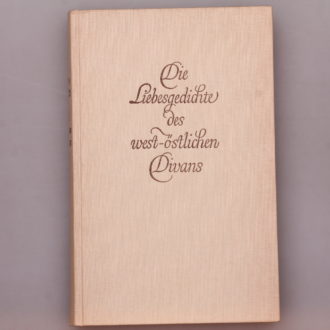 Die
Liebesgedichte
des
west-östlichen
Divans